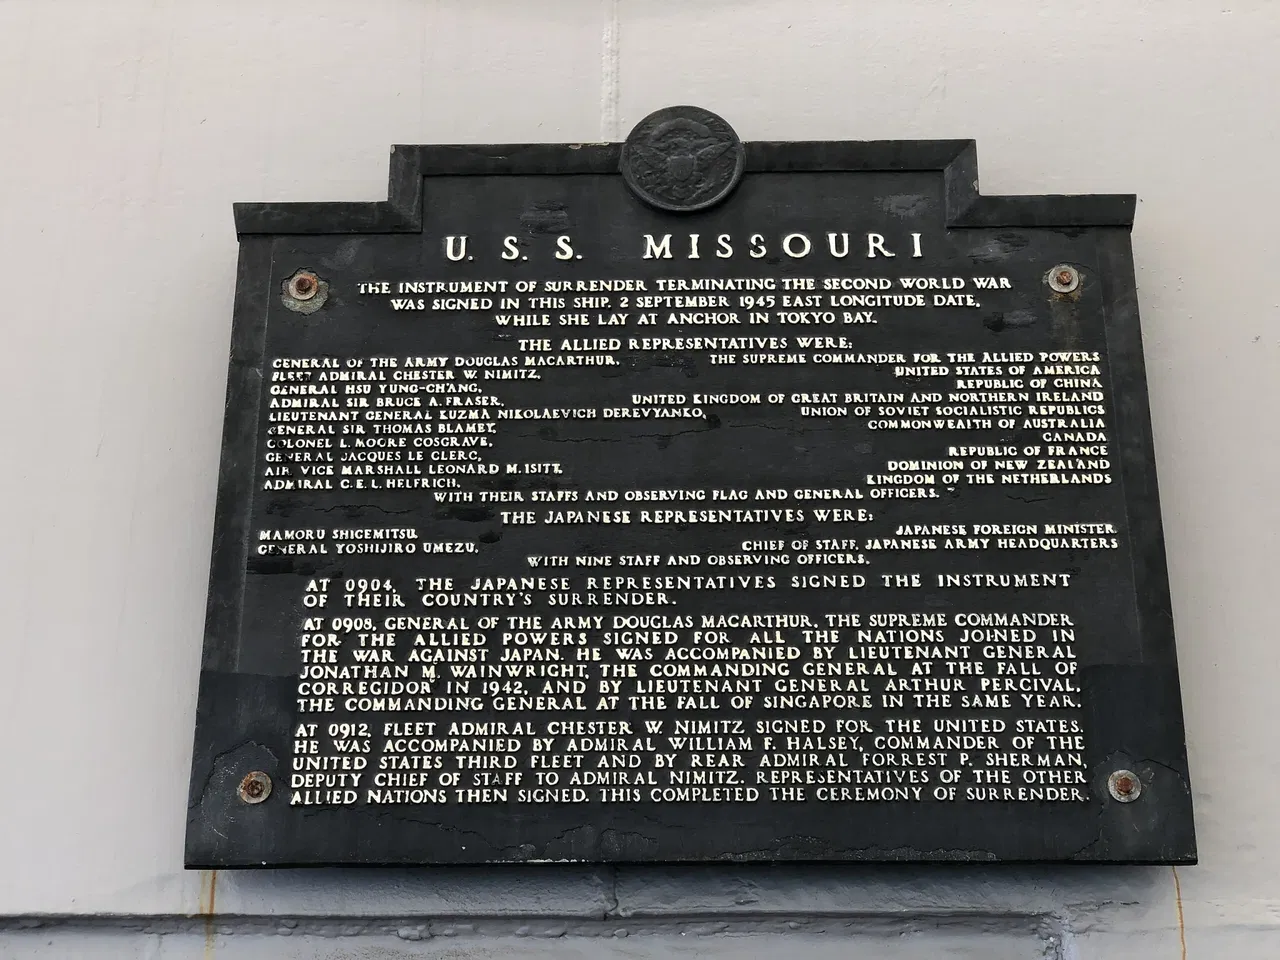 U. S. S. MISSOURI
THE INSTRUMENT OF SURRENDER TERMINATING THE SECOND WORLD WAR
WAS SIGNED IN THIS SHIP, 2 SEPTEMBER 1945 EAST LONGITUDE DATE,
WHILE SHE LAY AT ANCHOR IN TOKYO BAY.
THE ALLIED REPRESENTATIVES WERE:
GENERAL OF THE ARMY DOUGLAS MACARTHUR, THE SUPREME COMMANDER FOR THE ALLIED POWERS
FLEET ADMIRAL CHESTER W. NIMITZ, UNITED STATES OF AMERICA
GENERAL HSU YUNG-CH'ANG, REPUBLIC OF CHINA
ADMIRAL SIR BRUCE A. FRASER, UNITED KINGDOM OF GREAT BRITAIN AND NORTHERN IRELAND
LIEUTENANT GENERAL KUZMA NIKOLAEVICH DEREVYANKO, UNION OF SOVIET SOCIALISTIC REPUBLICS
GENERAL SIR THOMAS BLAMEY, COMMONWEALTH OF AUSTRALIA
COLONEL L. MOORE COSGRAVE, CANADA
GENERAL JACQUES LE CLERC, REPUBLIC OF FRANCE
AIR VICE MARSHALL LEONARD M. ISITT, DOMINION OF NEW ZEALAND
ADMIRAL C. E. L. HELFRICH, KINGDOM OF THE NETHERLANDS
WITH THEIR STAFFS AND OBSERVING FLAG AND GENERAL OFFICERS.
THE JAPANESE REPRESENTATIVES WERE:
MAMORU SHIGEMITSU, JAPANESE FOREIGN MINISTER
GENERAL YOSHIJIRO UMEZU, CHIEF OF STAFF, JAPANESE ARMY HEADQUARTERS
WITH NINE STAFF AND OBSERVING OFFICERS.
AT 0904, THE JAPANESE REPRESENTATIVES SIGNED THE INSTRUMENT
OF THEIR COUNTRY'S SURRENDER.
AT 0908, GENERAL OF THE ARMY DOUGLAS MACARTHUR, THE SUPREME COMMANDER
FOR THE ALLIED POWERS SIGNED FOR ALL THE NATIONS JOINED IN
THE WAR AGAINST JAPAN. HE WAS ACCOMPANIED BY LIEUTENANT GENERAL
JONATHAN M. WAINWRIGHT, THE COMMANDING GENERAL AT THE FALL OF
CORREGIDOR IN 1942, AND BY LIEUTENANT GENERAL ARTHUR PERCIVAL,
THE COMMANDING GENERAL AT THE FALL OF SINGAPORE IN THE SAME YEAR.
AT 0912, FLEET ADMIRAL CHESTER W. NIMITZ SIGNED FOR THE UNITED STATES.
HE WAS ACCOMPANIED BY ADMIRAL WILLIAM F. HALSEY, COMMANDER OF THE
UNITED STATES THIRD FLEET AND BY REAR ADMIRAL FORREST P. SHERMAN,
DEPUTY CHIEF OF STAFF TO ADMIRAL NIMITZ. REPRESENTATIVES OF THE OTHER
ALLIED NATIONS THEN SIGNED. THIS COMPLETED THE CEREMONY OF SURRENDER.